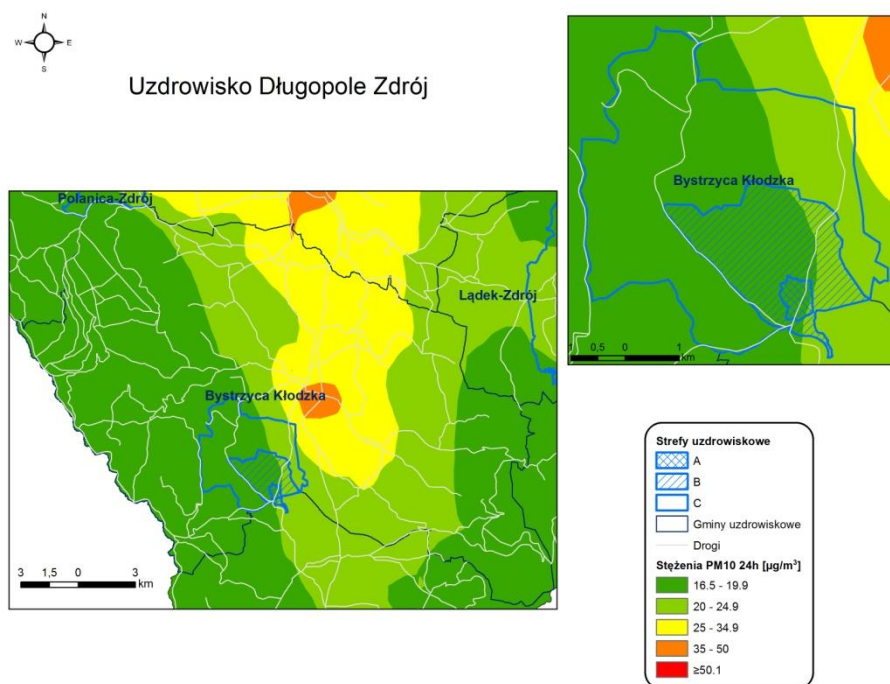 N
W E
S
Uzdrowisko Długopole Zdrój
Polanica-Zdrój
Lądek-Zdrój
Bystrzyca Kłodzka
3 1,5 0 3
km
Bystrzyca Kłodzka
1 0,5 0 1
km
Strefy uzdrowiskowe
A
B
C
Gminy uzdrowiskowe
Drogi
Stężenia PM10 24h [µg/m³]
16.5 - 19.9
20 - 24.9
25 - 34.9
35 - 50
≥50.1